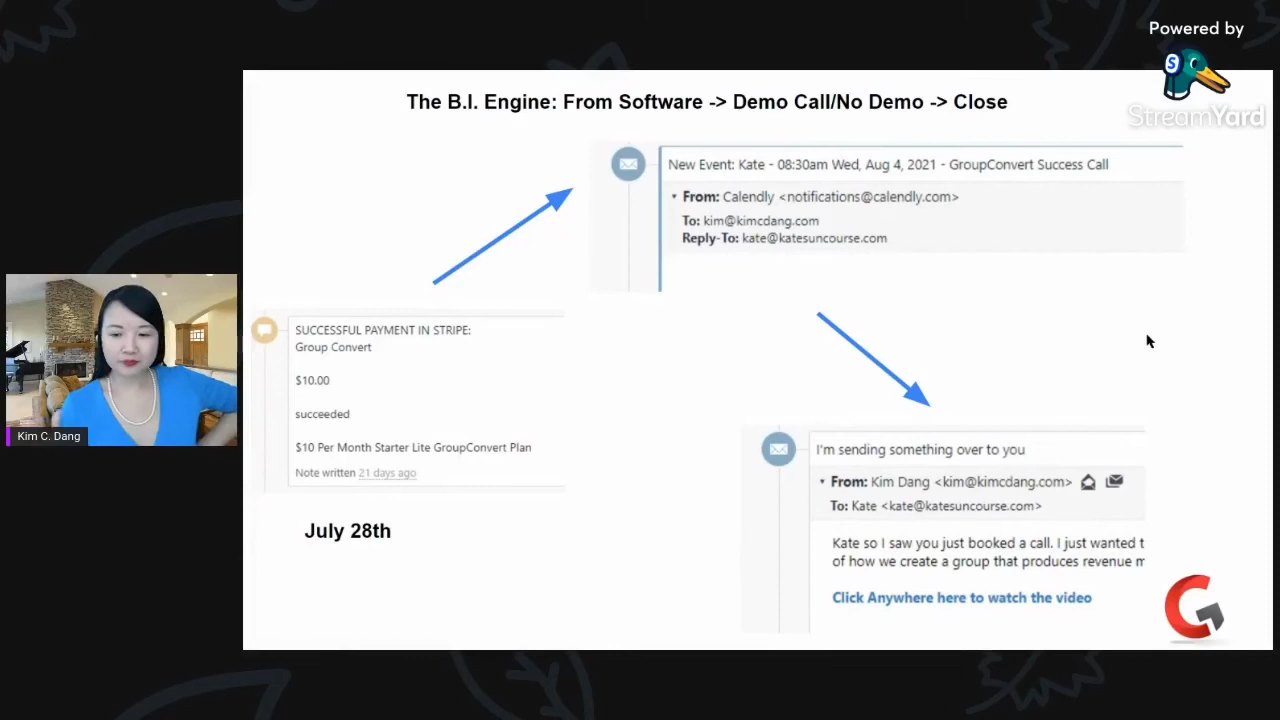 Powered by
StreamYard
The B.I. Engine: From Software -> Demo Call/No Demo -> Close
New Event: Kate - 08:30am Wed, Aug 4, 2021 - GroupConvert Success Call
From: Calendly <notifications@calendly.com>
To: kim@kimcdang.com
Reply-To: kate@katesuncourse.com
SUCCESSFUL PAYMENT IN STRIPE:
Group Convert
$10.00
succeeded
$10 Per Month Starter Lite GroupConvert Plan
Note written 21 days ago
July 28th
I'm sending something over to you
From: Kim Dang <kim@kimcdang.com>
To: Kate <kate@katesuncourse.com>
Kate so I saw you just booked a call. I just wanted t
of how we create a group that produces revenue m
Click Anywhere here to watch the video
Kim C. Dang